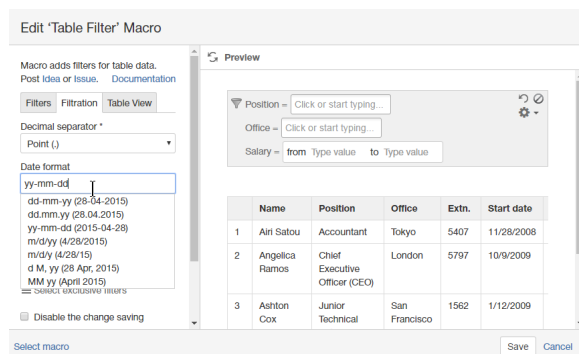 Edit ‘Table Filter’ Macro
Macro adds filters for table data.
Post Idea or Issue. Documentation
Filters Filtration Table View
Decimal separator *
Point (.)
Date format
yy-mm-dd
dd-mm-yy (28-04-2015)
dd.mm.yy (28.04.2015)
yy-mm-dd (2015-04-28)
m/d/yy (4/28/2015)
m/d/y (4/28/15)
d M, yy (28 Apr, 2015)
MM yy (April 2015)
Select exclusive filters
Disable the change saving
Preview
Position = Click or start typing...
Office = Click or start typing...
Salary = from Type value to Type value
Name Position Office Extn. Start date
1 Airi Satou Accountant Tokyo 5407 11/28/2008
2 Angelica Chief London 5797 10/9/2009
Ramos Executive
Officer (CEO)
3 Ashton Junior San 1562 1/12/2009
Cox Technical Francisco
Select macro Save Cancel